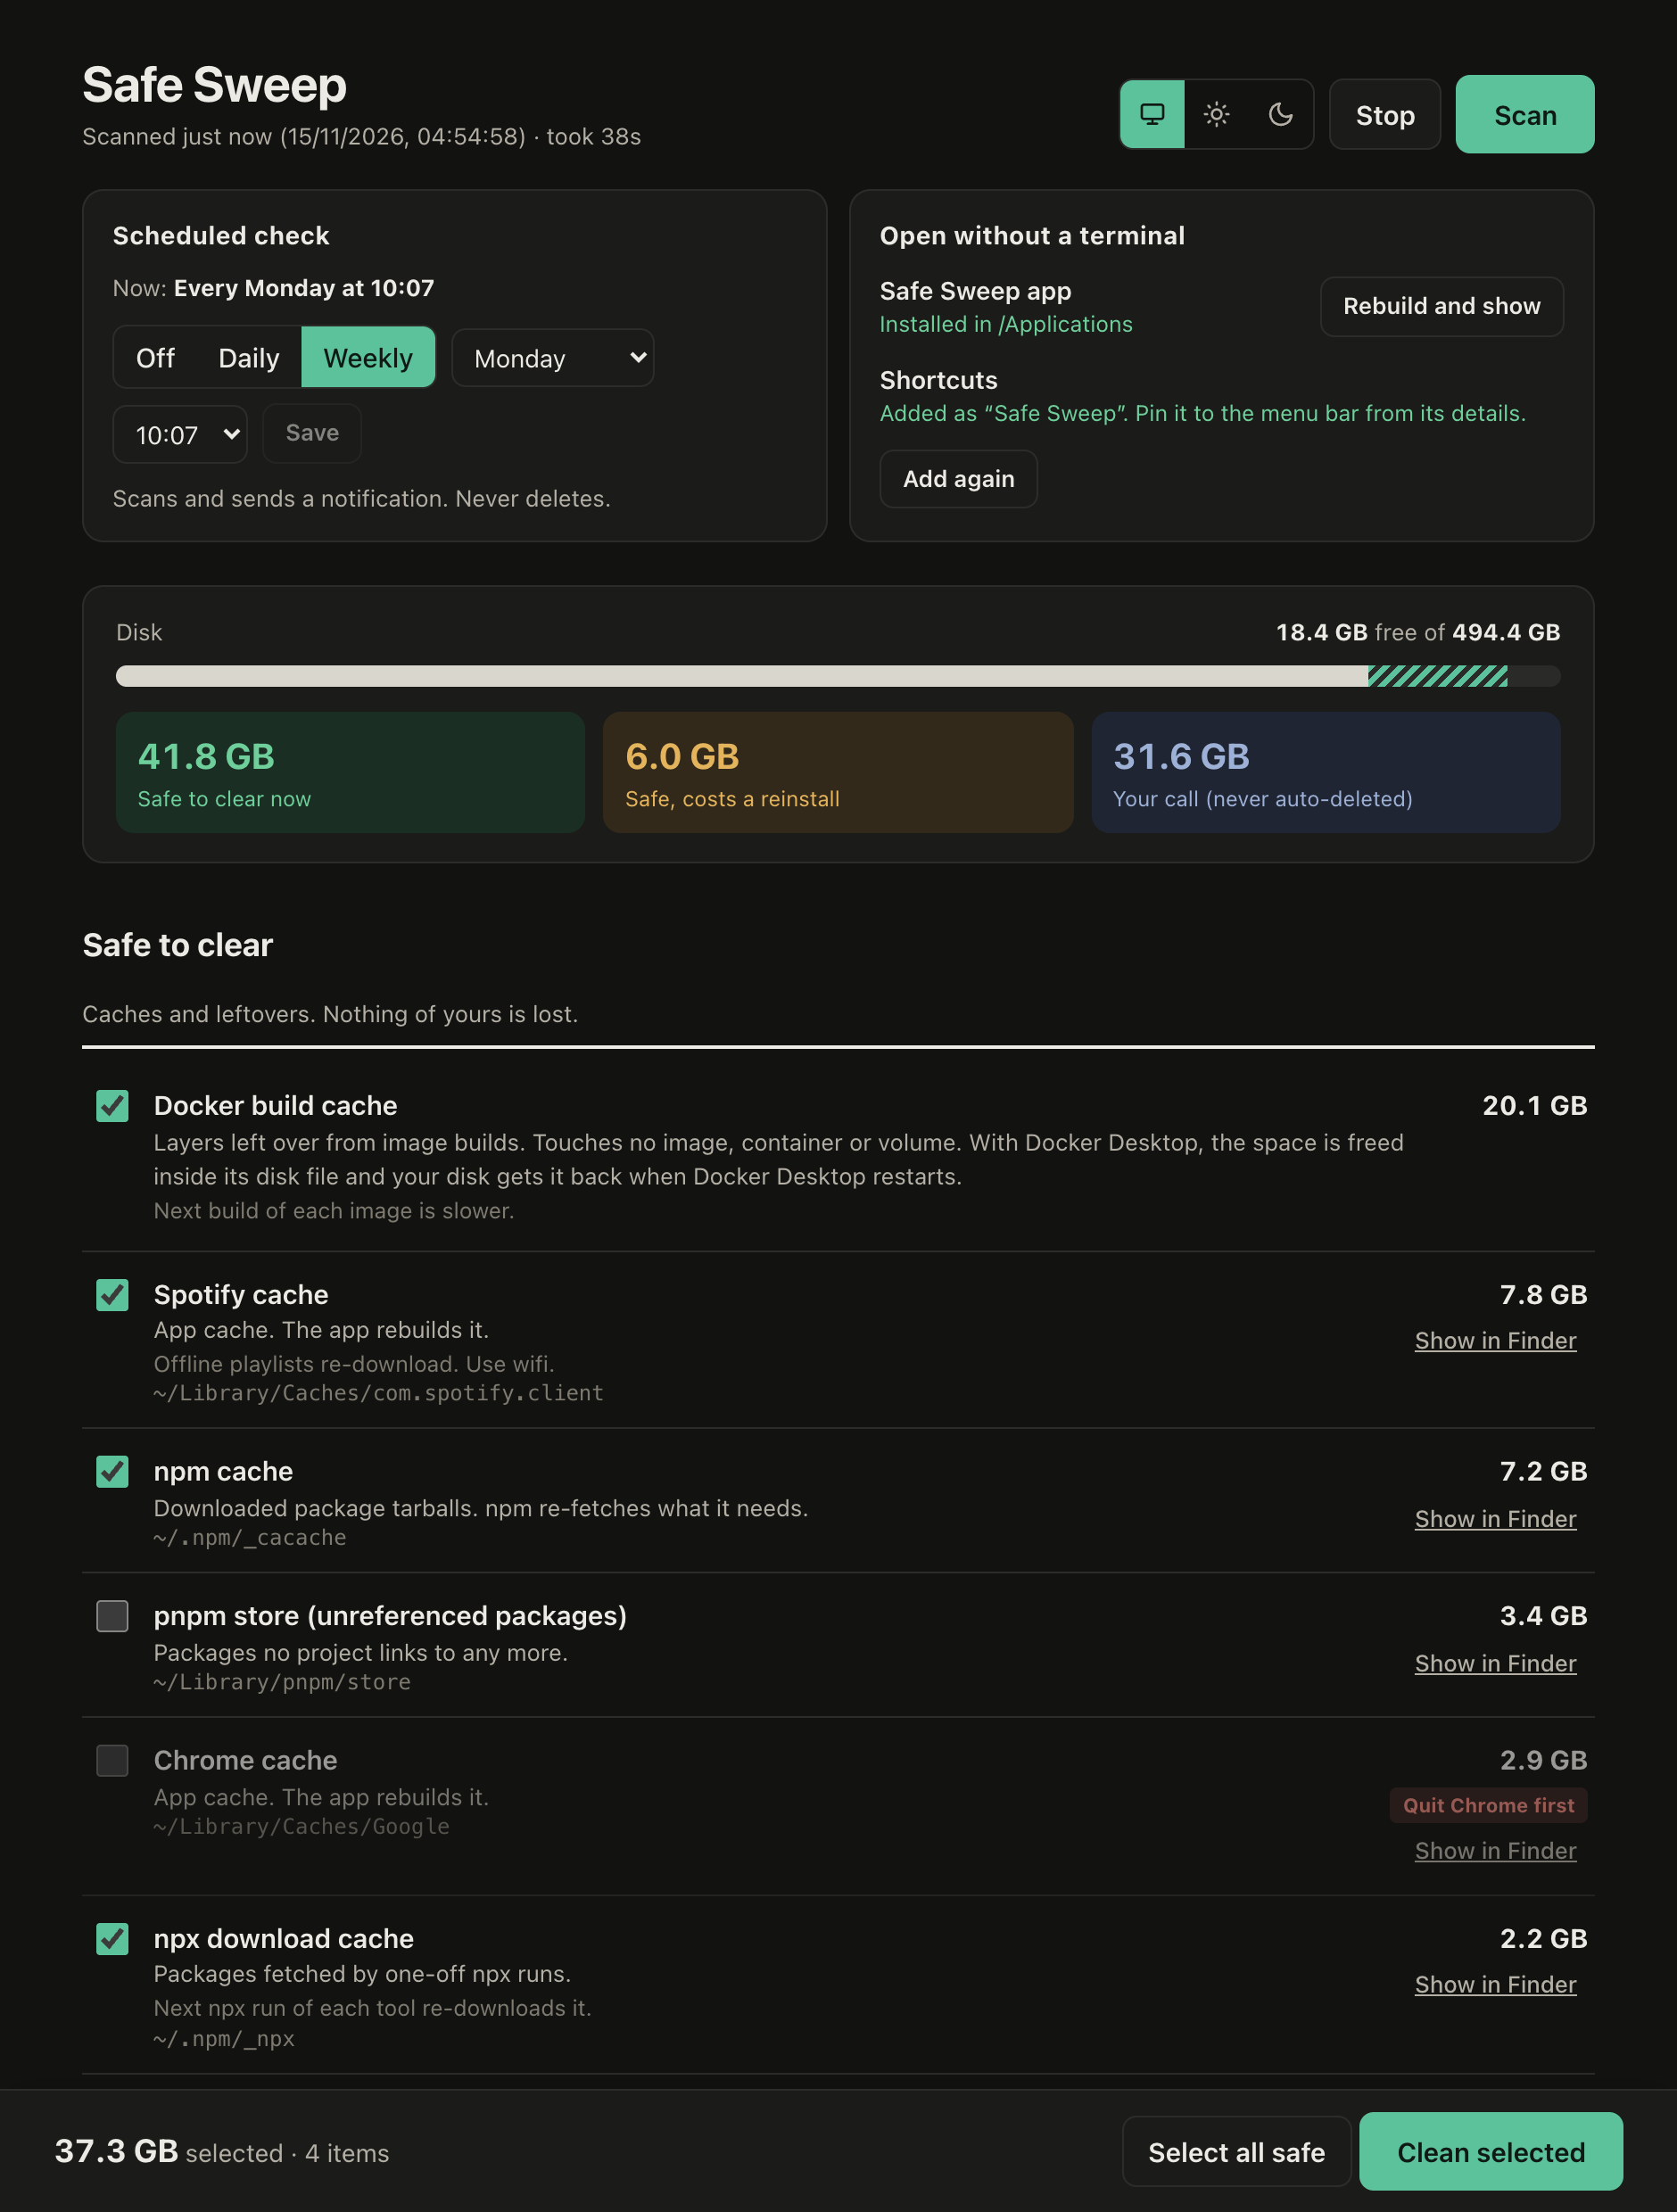 Safe Sweep
Scanned just now (15/11/2026, 04:54:58) · took 38s
Stop
Scan
Scheduled check
Now: Every Monday at 10:07
Off
Daily
Weekly
Monday
10:07
Save
Scans and sends a notification. Never deletes.
Open without a terminal
Safe Sweep app
Installed in /Applications
Rebuild and show
Shortcuts
Added as “Safe Sweep”. Pin it to the menu bar from its details.
Add again
Disk
18.4 GB free of 494.4 GB
41.8 GB
Safe to clear now
6.0 GB
Safe, costs a reinstall
31.6 GB
Your call (never auto-deleted)
Safe to clear
Caches and leftovers. Nothing of yours is lost.
Docker build cache
20.1 GB
Layers left over from image builds. Touches no image, container or volume. With Docker Desktop, the space is freed
inside its disk file and your disk gets it back when Docker Desktop restarts.
Next build of each image is slower.
Spotify cache
7.8 GB
App cache. The app rebuilds it.
Show in Finder
Offline playlists re-download. Use wifi.
~/Library/Caches/com.spotify.client
npm cache
7.2 GB
Downloaded package tarballs. npm re-fetches what it needs.
Show in Finder
~/.npm/_cacache
pnpm store (unreferenced packages)
3.4 GB
Packages no project links to any more.
Show in Finder
~/Library/pnpm/store
Chrome cache
2.9 GB
App cache. The app rebuilds it.
Quit Chrome first
~/Library/Caches/Google
Show in Finder
npx download cache
2.2 GB
Packages fetched by one-off npx runs.
Show in Finder
Next npx run of each tool re-downloads it.
~/.npm/_npx
37.3 GB selected · 4 items
Select all safe
Clean selected